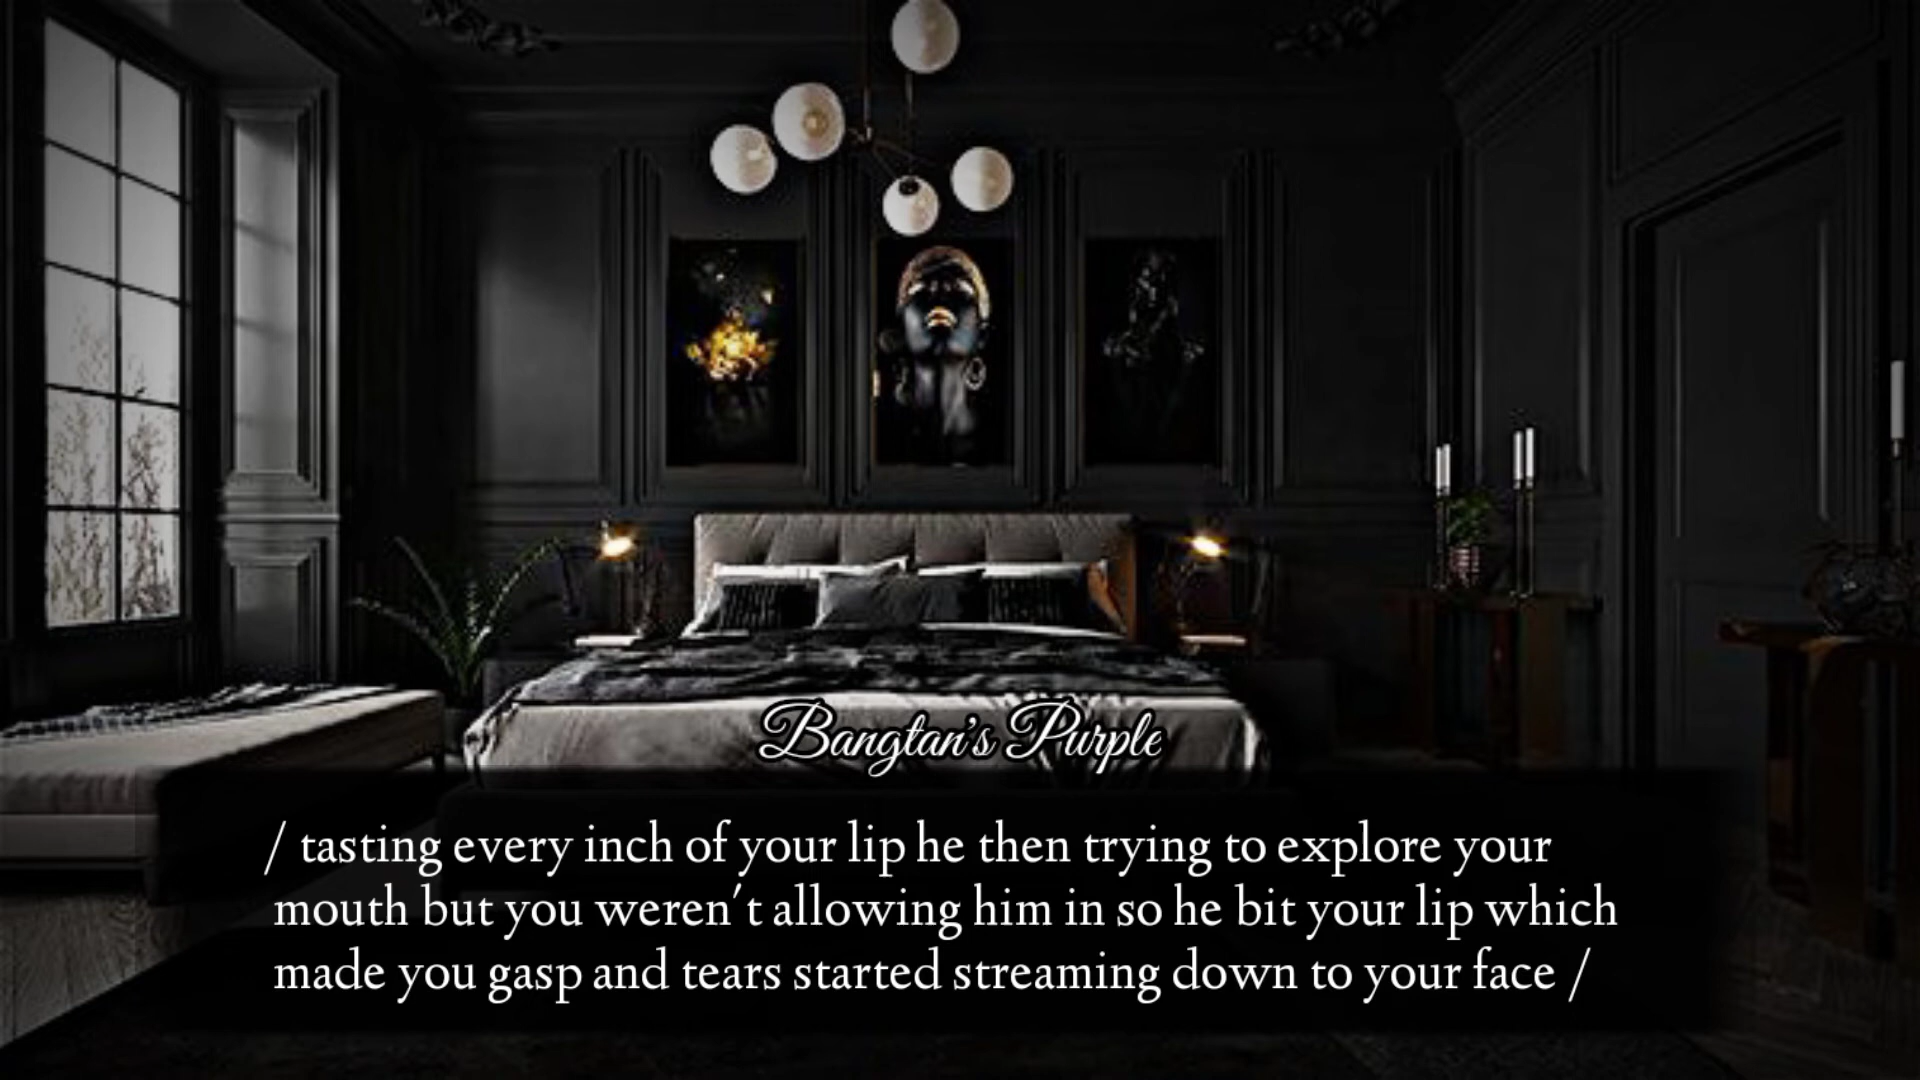 Bangtan's Purple
/ tasting every inch of your lip he then trying to explore your
mouth but you weren't allowing him in so he bit your lip which
made you gasp and tears started streaming down to your face /